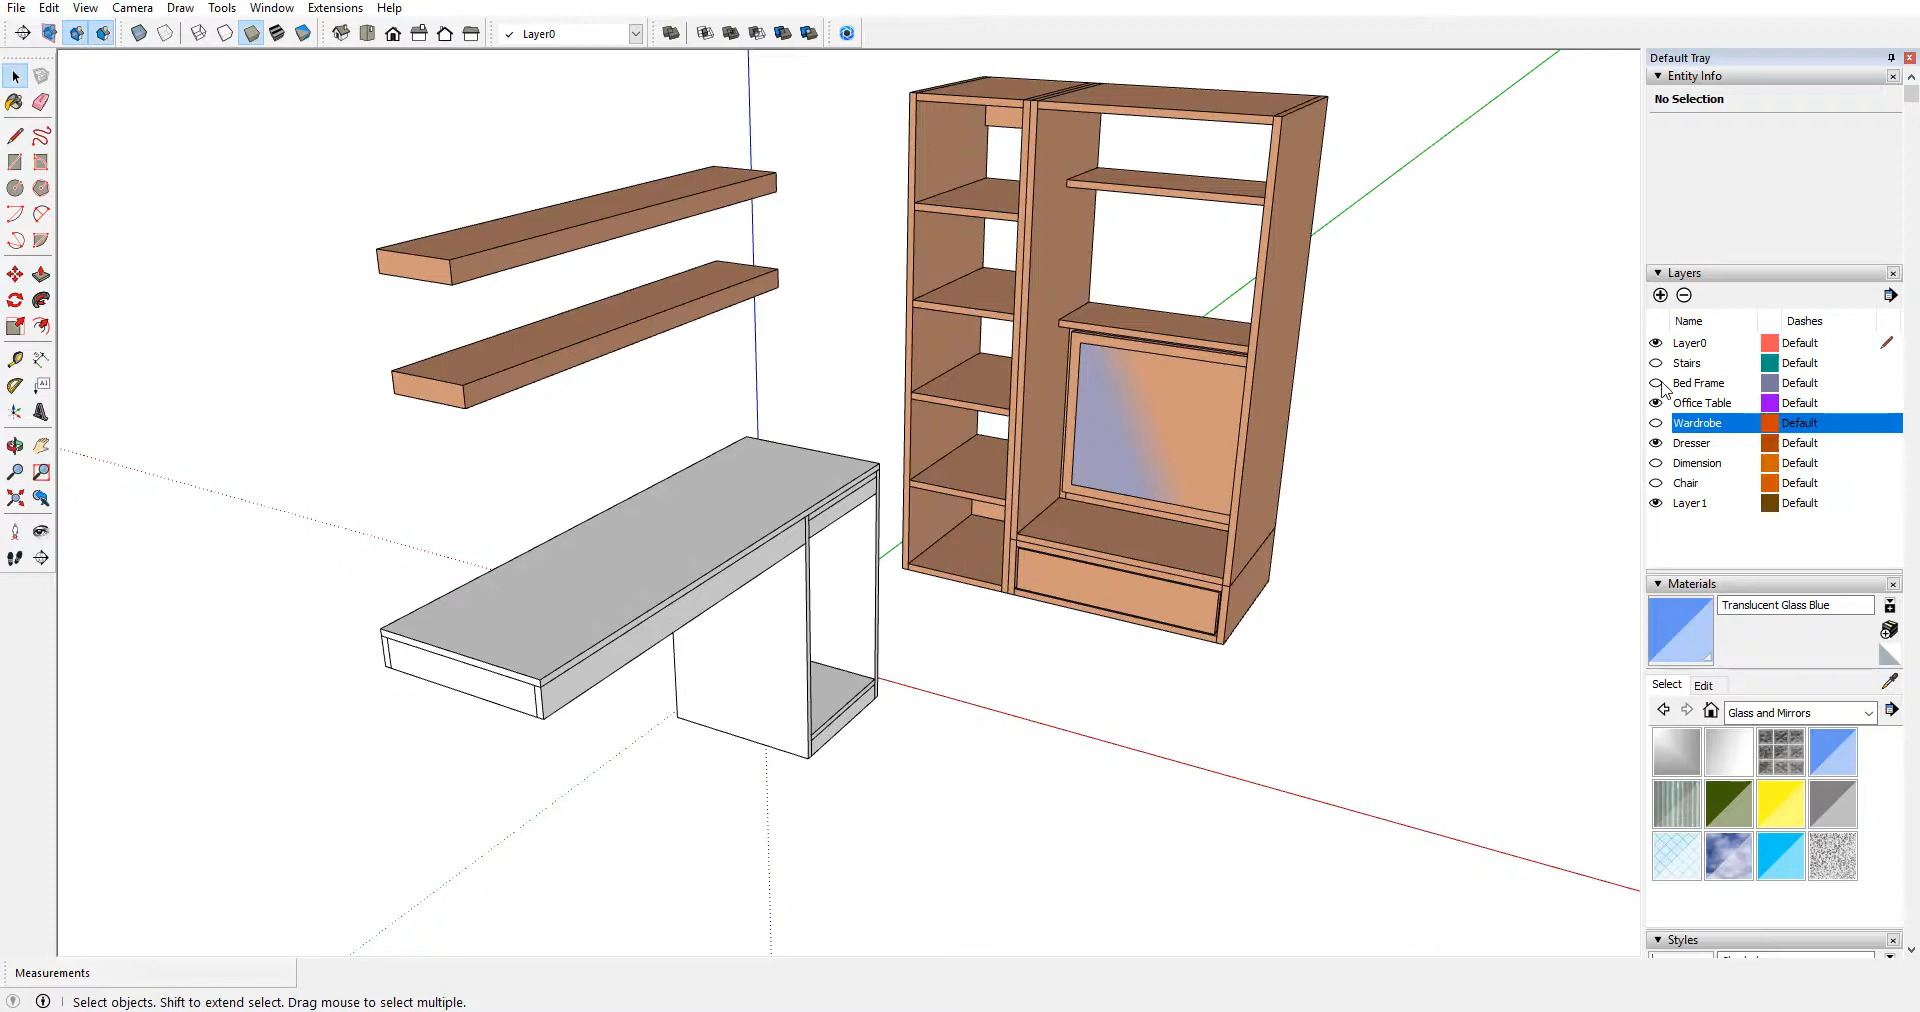 File Edit View Camera Draw Tools Window Extensions Help
Layer0
Default Tray
Entity Info
No Selection
Layers
Name Dashes
Layer0 Default
Stairs Default
Bed Frame Default
Office Table Default
Wardrobe Default
Dresser Default
Dimension Default
Chair Default
Layer1 Default
Materials
Translucent Glass Blue
Select Edit
Glass and Mirrors
Styles
Measurements
Select objects. Shift to extend select. Drag mouse to select multiple.